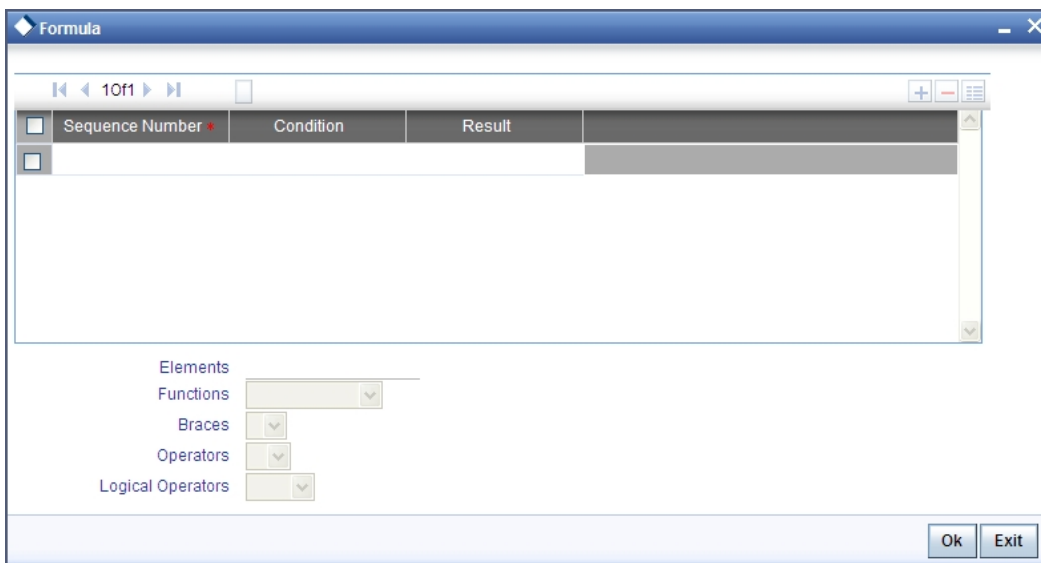 Formula
1Of1
Sequence Number * Condition Result
Elements
Functions
Braces
Operators
Logical Operators
Ok Exit